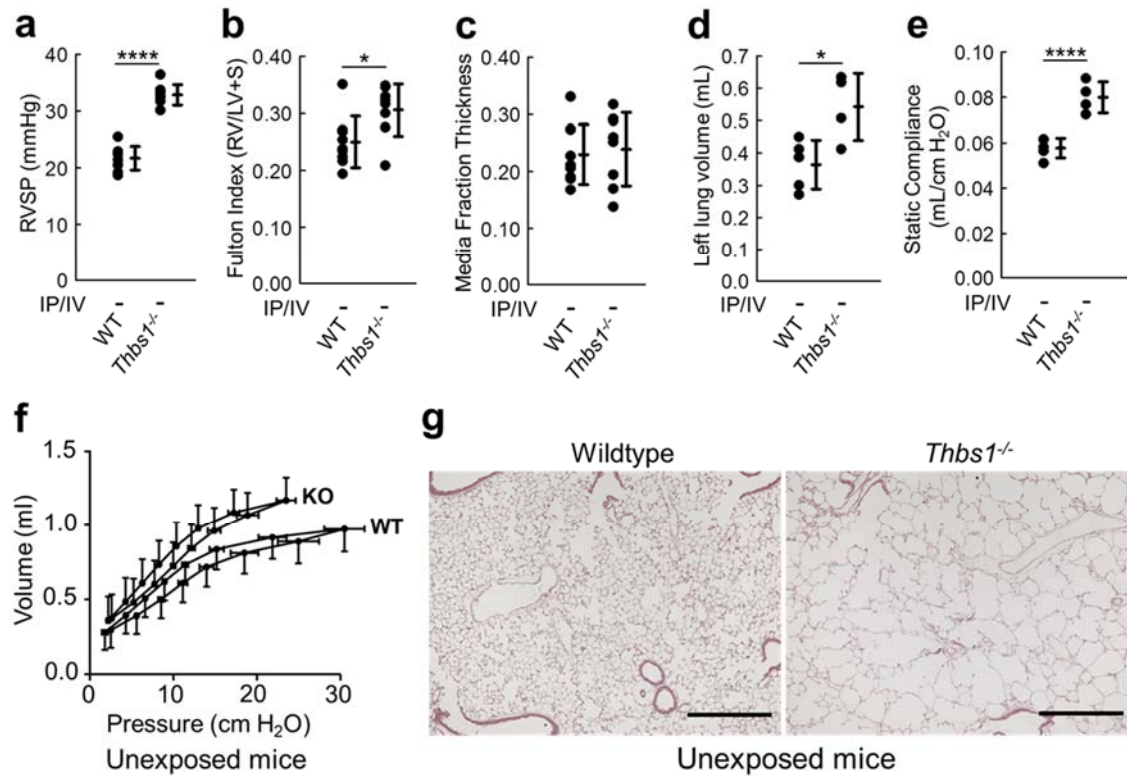 a
****
RVSP (mmHg)
40
30
20
10
0
IP/IV - -
WT
Thbs1-/-
b
*
Fulton Index (RV/LV+S)
0.40
0.30
0.20
0.10
0.00
IP/IV - -
WT
Thbs1-/-
c
Media Fraction Thickness
0.40
0.30
0.20
0.10
0.00
IP/IV - -
WT
Thbs1-/-
d
*
Left lung volume (mL)
0.7
0.6
0.5
0.4
0.3
0.2
0.1
0.0
IP/IV - -
WT
Thbs1-/-
e
****
Static Compliance
(mL/cm H2O)
0.10
0.08
0.06
0.04
0.02
0.00
IP/IV - -
WT
Thbs1-/-
f
Volume (ml)
1.5
1.0
0.5
0.0
KO
WT
0 10 20 30
Pressure (cm H2O)
Unexposed mice
g
Wildtype Thbs1-/-
Unexposed mice